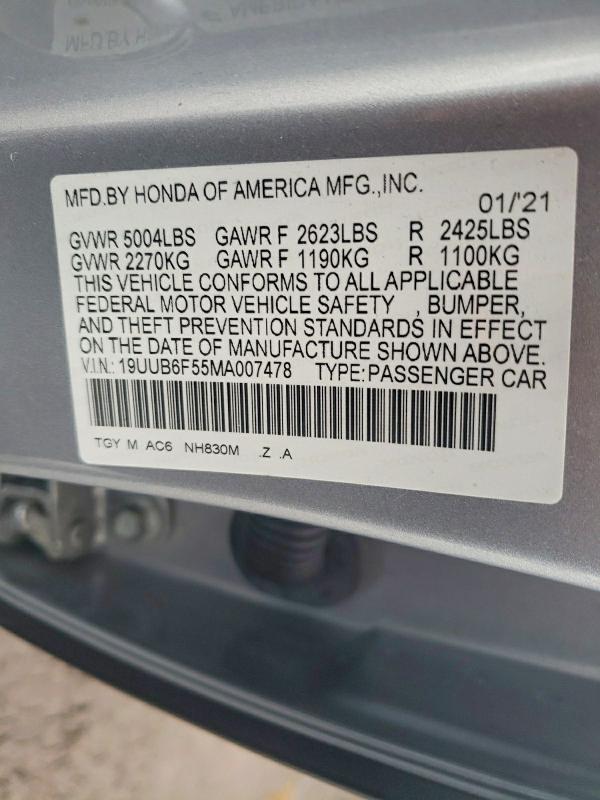 MFD.BY HONDA OF AMERICA MFG.,INC.
01/'21
GVWR 5004LBS GAWR F 2623LBS R 2425LBS
GVWR 2270KG GAWR F 1190KG R 1100KG
THIS VEHICLE CONFORMS TO ALL APPLICABLE
FEDERAL MOTOR VEHICLE SAFETY , BUMPER,
AND THEFT PREVENTION STANDARDS IN EFFECT
ON THE DATE OF MANUFACTURE SHOWN ABOVE.
V.I.N.: 19UUB6F55MA007478 TYPE:PASSENGER CAR
TGY M AC6 NH830M .Z .A